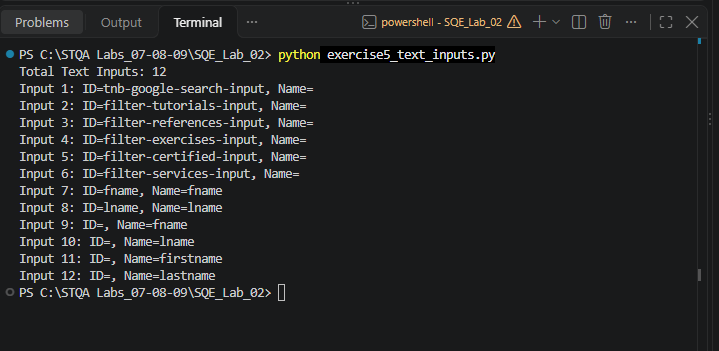 Problems Output Terminal ··· powershell - SQE_Lab_02
PS C:\STQA Labs_07-08-09\SQE_Lab_02> python exercise5_text_inputs.py
Total Text Inputs: 12
Input 1: ID=tnb-google-search-input, Name=
Input 2: ID=filter-tutorials-input, Name=
Input 3: ID=filter-references-input, Name=
Input 4: ID=filter-exercises-input, Name=
Input 5: ID=filter-certified-input, Name=
Input 6: ID=filter-services-input, Name=
Input 7: ID=fname, Name=fname
Input 8: ID=lname, Name=lname
Input 9: ID=, Name=fname
Input 10: ID=, Name=lname
Input 11: ID=, Name=firstname
Input 12: ID=, Name=lastname
PS C:\STQA Labs_07-08-09\SQE_Lab_02>